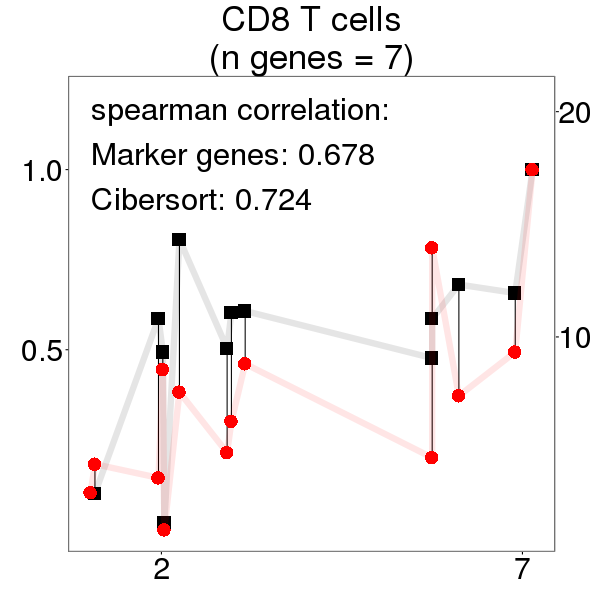 CD8 T cells
(n genes = 7)
spearman correlation:
Marker genes: 0.678
Cibersort: 0.724
1.0
0.5
20
10
2
7